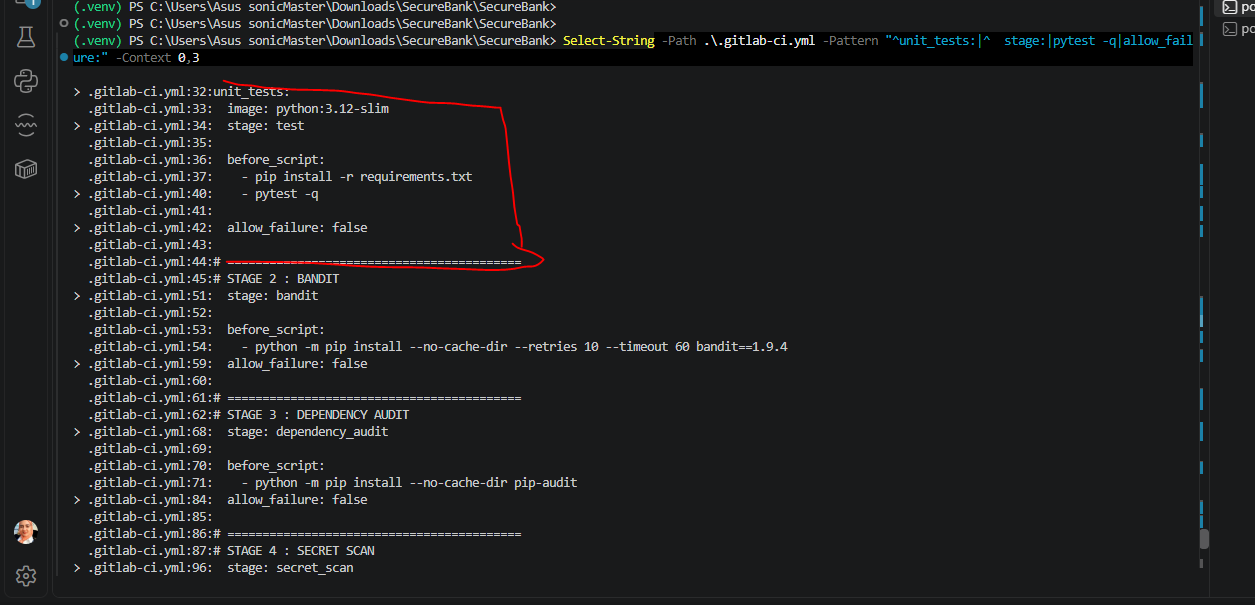 (.venv) PS C:\Users\Asus sonicMaster\Downloads\SecureBank\SecureBank>
(.venv) PS C:\Users\Asus sonicMaster\Downloads\SecureBank\SecureBank>
(.venv) PS C:\Users\Asus sonicMaster\Downloads\SecureBank\SecureBank> Select-String -Path .\.gitlab-ci.yml -Pattern "^unit_tests:|^  stage:|pytest -q|allow_fail
ure:" -Context 0,3
> .gitlab-ci.yml:32:unit_tests:
  .gitlab-ci.yml:33:  image: python:3.12-slim
> .gitlab-ci.yml:34:  stage: test
  .gitlab-ci.yml:35:
  .gitlab-ci.yml:36:  before_script:
  .gitlab-ci.yml:37:    - pip install -r requirements.txt
> .gitlab-ci.yml:40:    - pytest -q
  .gitlab-ci.yml:41:
> .gitlab-ci.yml:42:  allow_failure: false
  .gitlab-ci.yml:43:
  .gitlab-ci.yml:44:# ==========================================
  .gitlab-ci.yml:45:# STAGE 2 : BANDIT
> .gitlab-ci.yml:51:  stage: bandit
  .gitlab-ci.yml:52:
  .gitlab-ci.yml:53:  before_script:
  .gitlab-ci.yml:54:    - python -m pip install --no-cache-dir --retries 10 --timeout 60 bandit==1.9.4
> .gitlab-ci.yml:59:  allow_failure: false
  .gitlab-ci.yml:60:
  .gitlab-ci.yml:61:# ==========================================
  .gitlab-ci.yml:62:# STAGE 3 : DEPENDENCY AUDIT
> .gitlab-ci.yml:68:  stage: dependency_audit
  .gitlab-ci.yml:69:
  .gitlab-ci.yml:70:  before_script:
  .gitlab-ci.yml:71:    - python -m pip install --no-cache-dir pip-audit
> .gitlab-ci.yml:84:  allow_failure: false
  .gitlab-ci.yml:85:
  .gitlab-ci.yml:86:# ==========================================
  .gitlab-ci.yml:87:# STAGE 4 : SECRET SCAN
> .gitlab-ci.yml:96:  stage: secret_scan